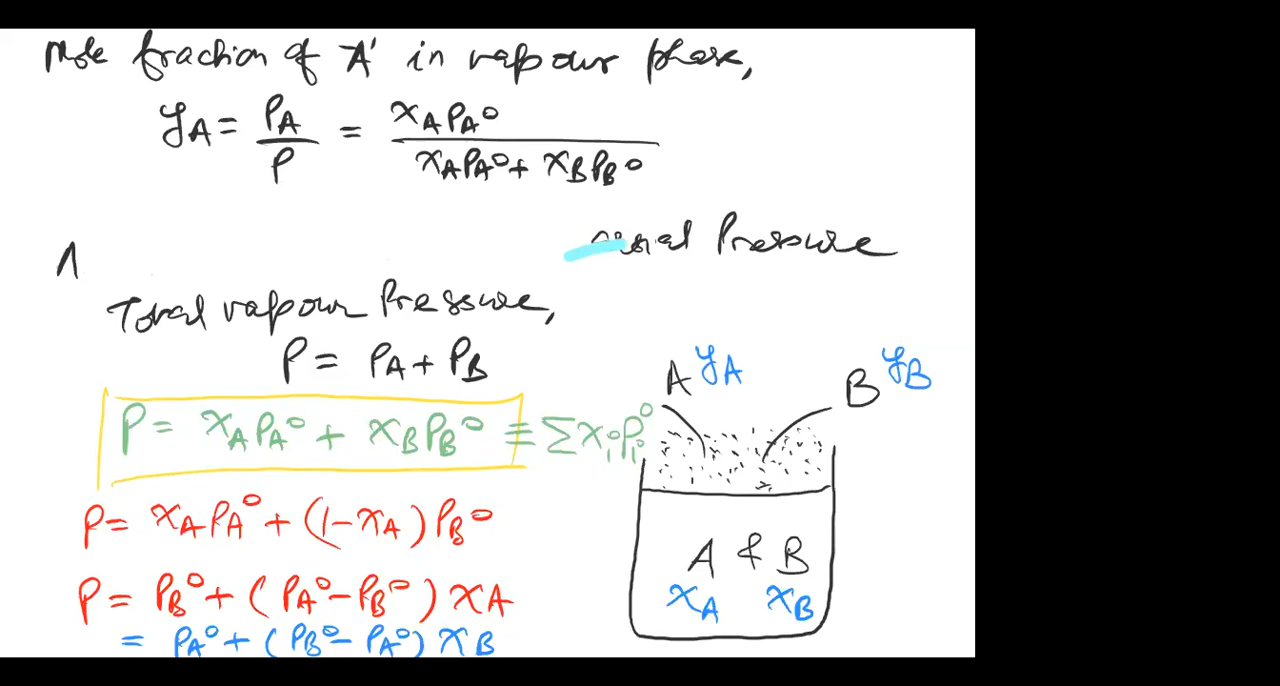 Mole fraction of 'A' in vapour phase,
yA = PA/P = xAPA°/(xAPA° + xBPB°)
Pressure
Total vapour Pressure,
P = PA + PB
P = xAPA° + xBPB° = ΣxᵢPᵢ°
P = xAPA° + (1-xA)PB°
P = PB° + (PA° - PB°) xA
= PA° + (PB° - PA°) xB
A yA
B yB
A & B
xA xB